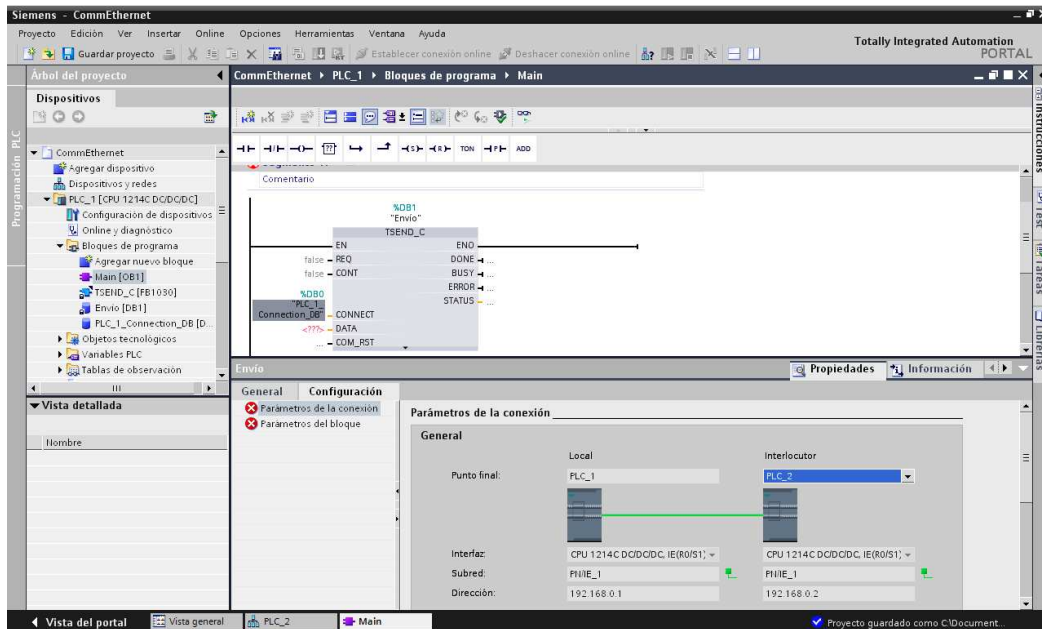 Siemens - CommEthernet
Proyecto Edición Ver Insertar Online Opciones Herramientas Ventana Ayuda
Guardar proyecto
Establecer conexión online
Deshacer conexión online
Totally Integrated Automation
PORTAL
Árbol del proyecto
CommEthernet PLC_1 Bloques de programa Main
Dispositivos
Programación PLC
CommEthernet
Agregar dispositivo
Dispositivos y redes
PLC_1 [CPU 1214C DC/DC/DC]
Configuración de dispositivos
Online y diagnóstico
Bloques de programa
Agregar nuevo bloque
Main [OB1]
TSEND_C [FB1030]
Envío [DB1]
PLC_1_Connection_DB [D...
Objetos tecnológicos
Variables PLC
Tablas de observación
Vista detallada
Nombre
TON
ADD
Comentario
%DB1
"Envío"
TSEND_C
EN ENO
false REQ DONE ...
false CONT BUSY ...
ERROR ...
STATUS ...
%DB0
"PLC_1_
Connection_DB" CONNECT
<???> DATA
... COM_RST
Instrucciones
Test
Tareas
Librerías
Envío
Propiedades
Información
General Configuración
Parámetros de la conexión
Parámetros del bloque
Parámetros de la conexión
General
Local Interlocutor
Punto final: PLC_1 PLC_2
Interfaz: CPU 1214C DC/DC/DC, IE(R0/S1) CPU 1214C DC/DC/DC, IE(R0/S1)
Subred: PN/IE_1 PN/IE_1
Dirección: 192.168.0.1 192.168.0.2
Vista del portal
Vista general
PLC_2
Main
Proyecto guardado como C:\Document...